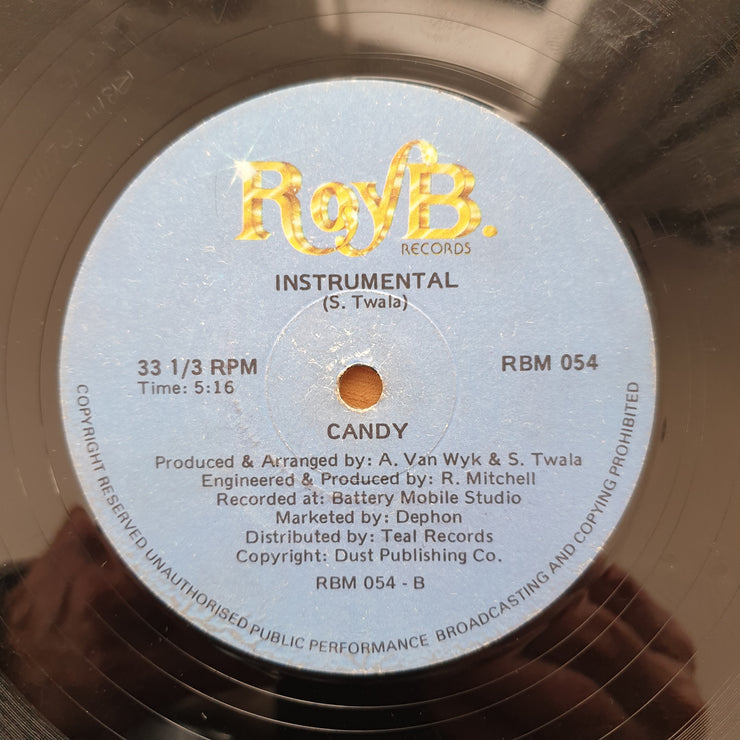 RoyB.
RECORDS
INSTRUMENTAL
(S. Twala)
33 1/3 RPM
Time: 5:16
RBM 054
CANDY
Produced & Arranged by: A. Van Wyk & S. Twala
Engineered & Produced by: R. Mitchell
Recorded at: Battery Mobile Studio
Marketed by: Dephon
Distributed by: Teal Records
Copyright: Dust Publishing Co.
RBM 054 - B
COPYRIGHT RESERVED UNAUTHORISED PUBLIC PERFORMANCE BROADCASTING AND COPYING PROHIBITED